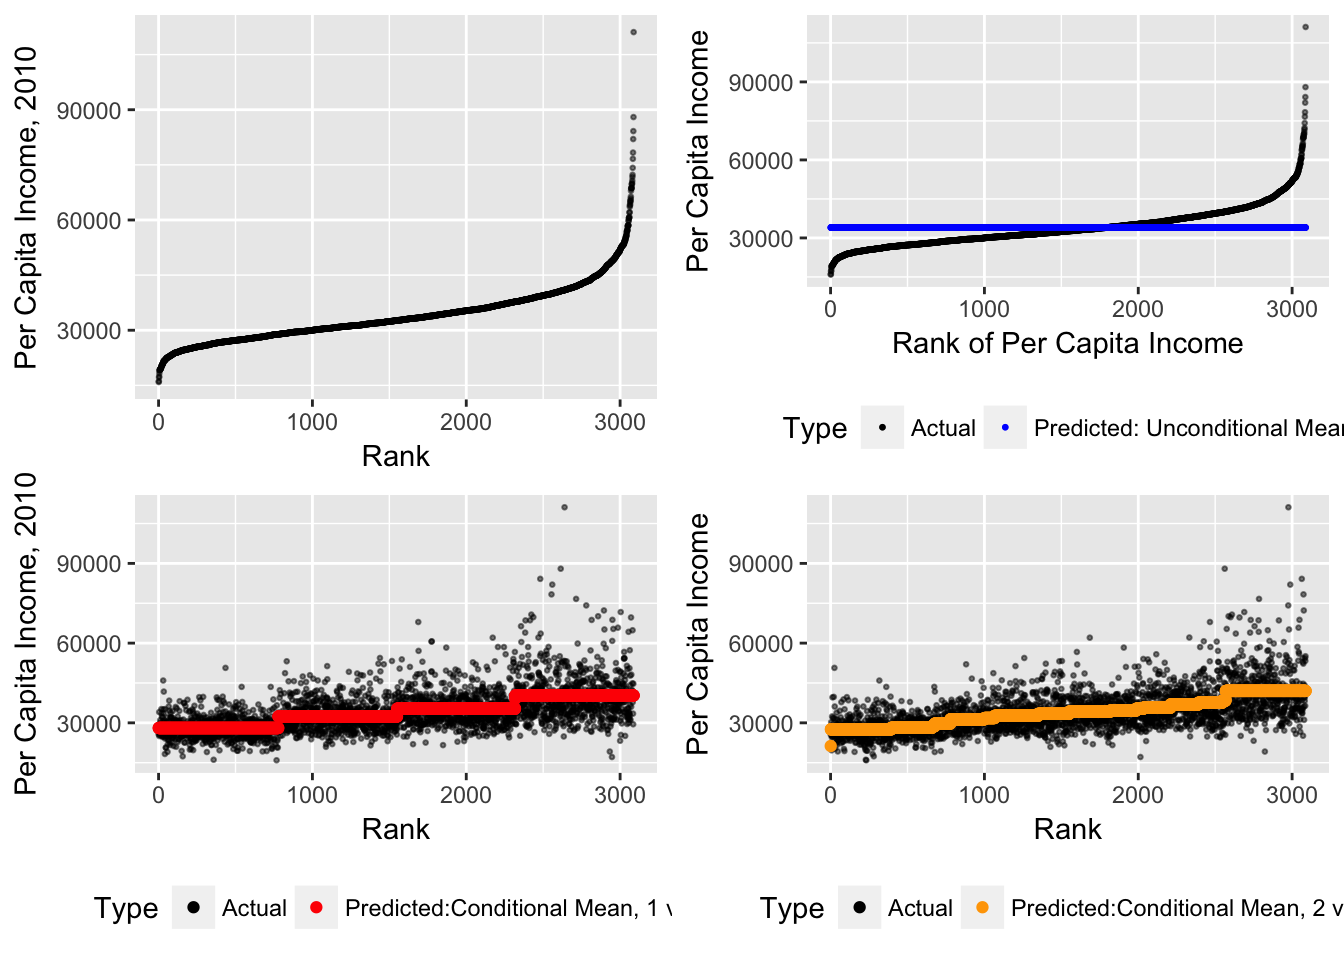 Per Capita Income, 2010
90000
60000
30000
0 1000 2000 3000
Rank
Per Capita Income
90000
60000
30000
0 1000 2000 3000
Rank of Per Capita Income
Type Actual Predicted: Unconditional Mean
Per Capita Income, 2010
90000
60000
30000
0 1000 2000 3000
Rank
Type Actual Predicted:Conditional Mean, 1 v
Per Capita Income
90000
60000
30000
0 1000 2000 3000
Rank
Type Actual Predicted:Conditional Mean, 2 v